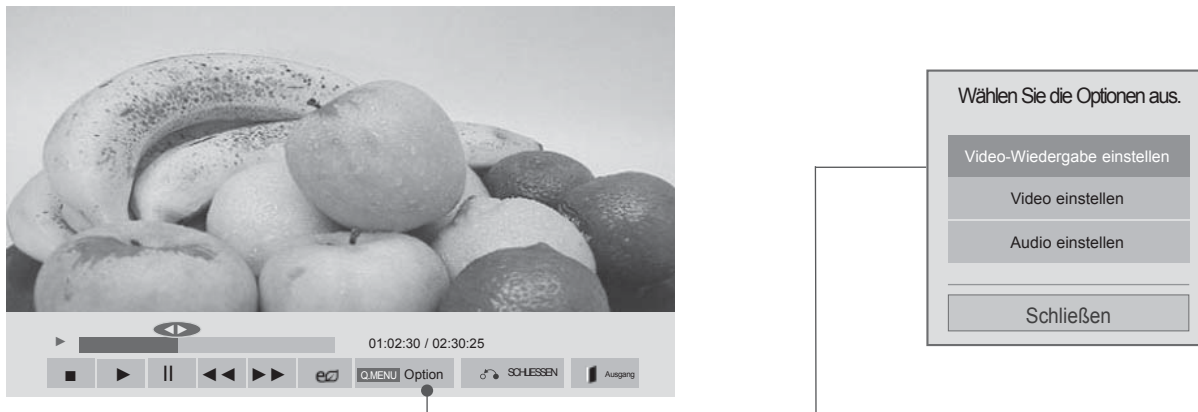 01:02:30 / 02:30:25
Q.MENU Option
SCHLIESSEN
Ausgang
Wählen Sie die Optionen aus.
Video-Wiedergabe einstellen
Video einstellen
Audio einstellen
Schließen